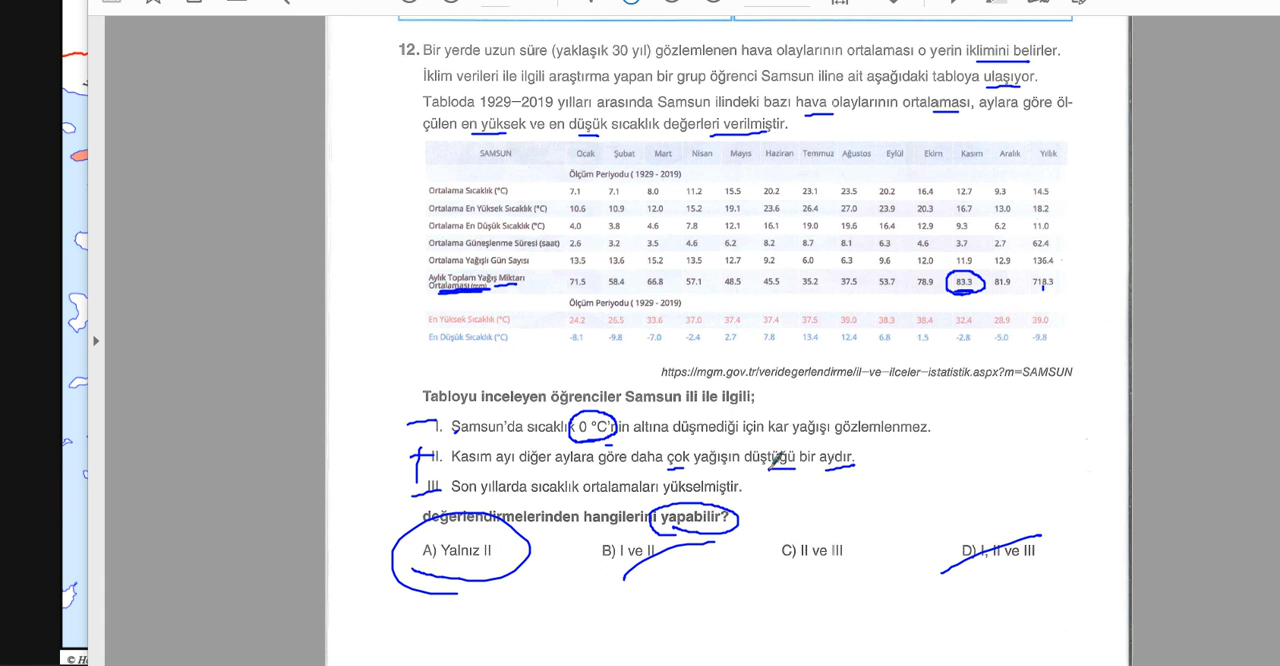 12. Bir yerde uzun süre (yaklaşık 30 yıl) gözlemlenen hava olaylarının ortalaması o yerin iklimini belirler.
İklim verileri ile ilgili araştırma yapan bir grup öğrenci Samsun iline ait aşağıdaki tabloya ulaşıyor.
Tabloda 1929–2019 yılları arasında Samsun ilindeki bazı hava olaylarının ortalaması, aylara göre öl-
çülen en yüksek ve en düşük sıcaklık değerleri verilmiştir.
SAMSUN Ocak Şubat Mart Nisan Mayıs Haziran Temmuz Ağustos Eylül Ekim Kasım Aralık Yıllık
Ölçüm Periyodu ( 1929 - 2019)
Ortalama Sıcaklık (°C) 7.1 7.1 8.0 11.2 15.5 20.2 23.1 23.5 20.2 16.4 12.7 9.3 14.5
Ortalama En Yüksek Sıcaklık (°C) 10.6 10.9 12.0 15.2 19.1 23.6 26.4 27.0 23.9 20.3 16.7 13.0 18.2
Ortalama En Düşük Sıcaklık (°C) 4.0 3.8 4.6 7.8 12.1 16.1 19.0 19.6 16.4 12.9 9.3 6.2 11.0
Ortalama Güneşlenme Süresi (saat) 2.6 3.2 3.5 4.6 6.2 8.2 8.7 8.1 6.3 4.6 3.7 2.7 62.4
Ortalama Yağışlı Gün Sayısı 13.5 13.6 15.2 13.5 12.7 9.2 6.0 6.3 9.6 12.0 11.9 12.9 136.4
Aylık Toplam Yağış Miktarı
Ortalaması (mm) 71.5 58.4 66.8 57.1 48.5 45.5 35.2 37.5 53.7 78.9 83.3 81.9 718.3
Ölçüm Periyodu ( 1929 - 2019)
En Yüksek Sıcaklık (°C) 24.2 26.5 33.6 37.0 37.4 37.4 37.5 39.0 38.3 38.4 32.4 28.9 39.0
En Düşük Sıcaklık (°C) -8.1 -9.8 -7.0 -2.4 2.7 7.8 13.4 12.4 6.8 1.5 -2.8 -5.0 -9.8
https://mgm.gov.tr/veridegerlendirme/il–ve–ilceler–istatistik.aspx?m=SAMSUN
Tabloyu inceleyen öğrenciler Samsun ili ile ilgili;
I. Samsun'da sıcaklık 0 °C'nin altına düşmediği için kar yağışı gözlemlenmez.
II. Kasım ayı diğer aylara göre daha çok yağışın düştüğü bir aydır.
III. Son yıllarda sıcaklık ortalamaları yükselmiştir.
değerlendirmelerinden hangilerini yapabilir?
A) Yalnız II B) I ve II C) II ve III D) I, II ve III